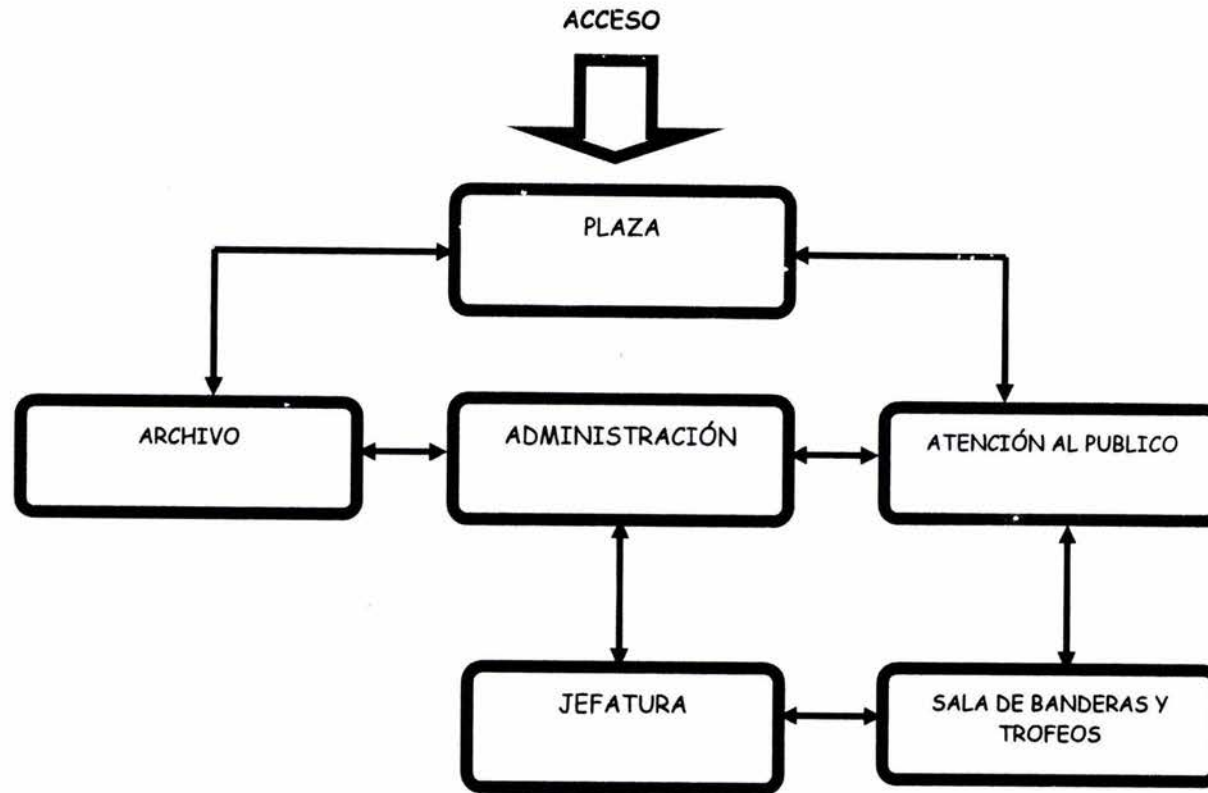 ACCESO
PLAZA
ARCHIVO
ADMINISTRACIÓN
ATENCIÓN AL PUBLICO
JEFATURA
SALA DE BANDERAS Y
TROFEOS